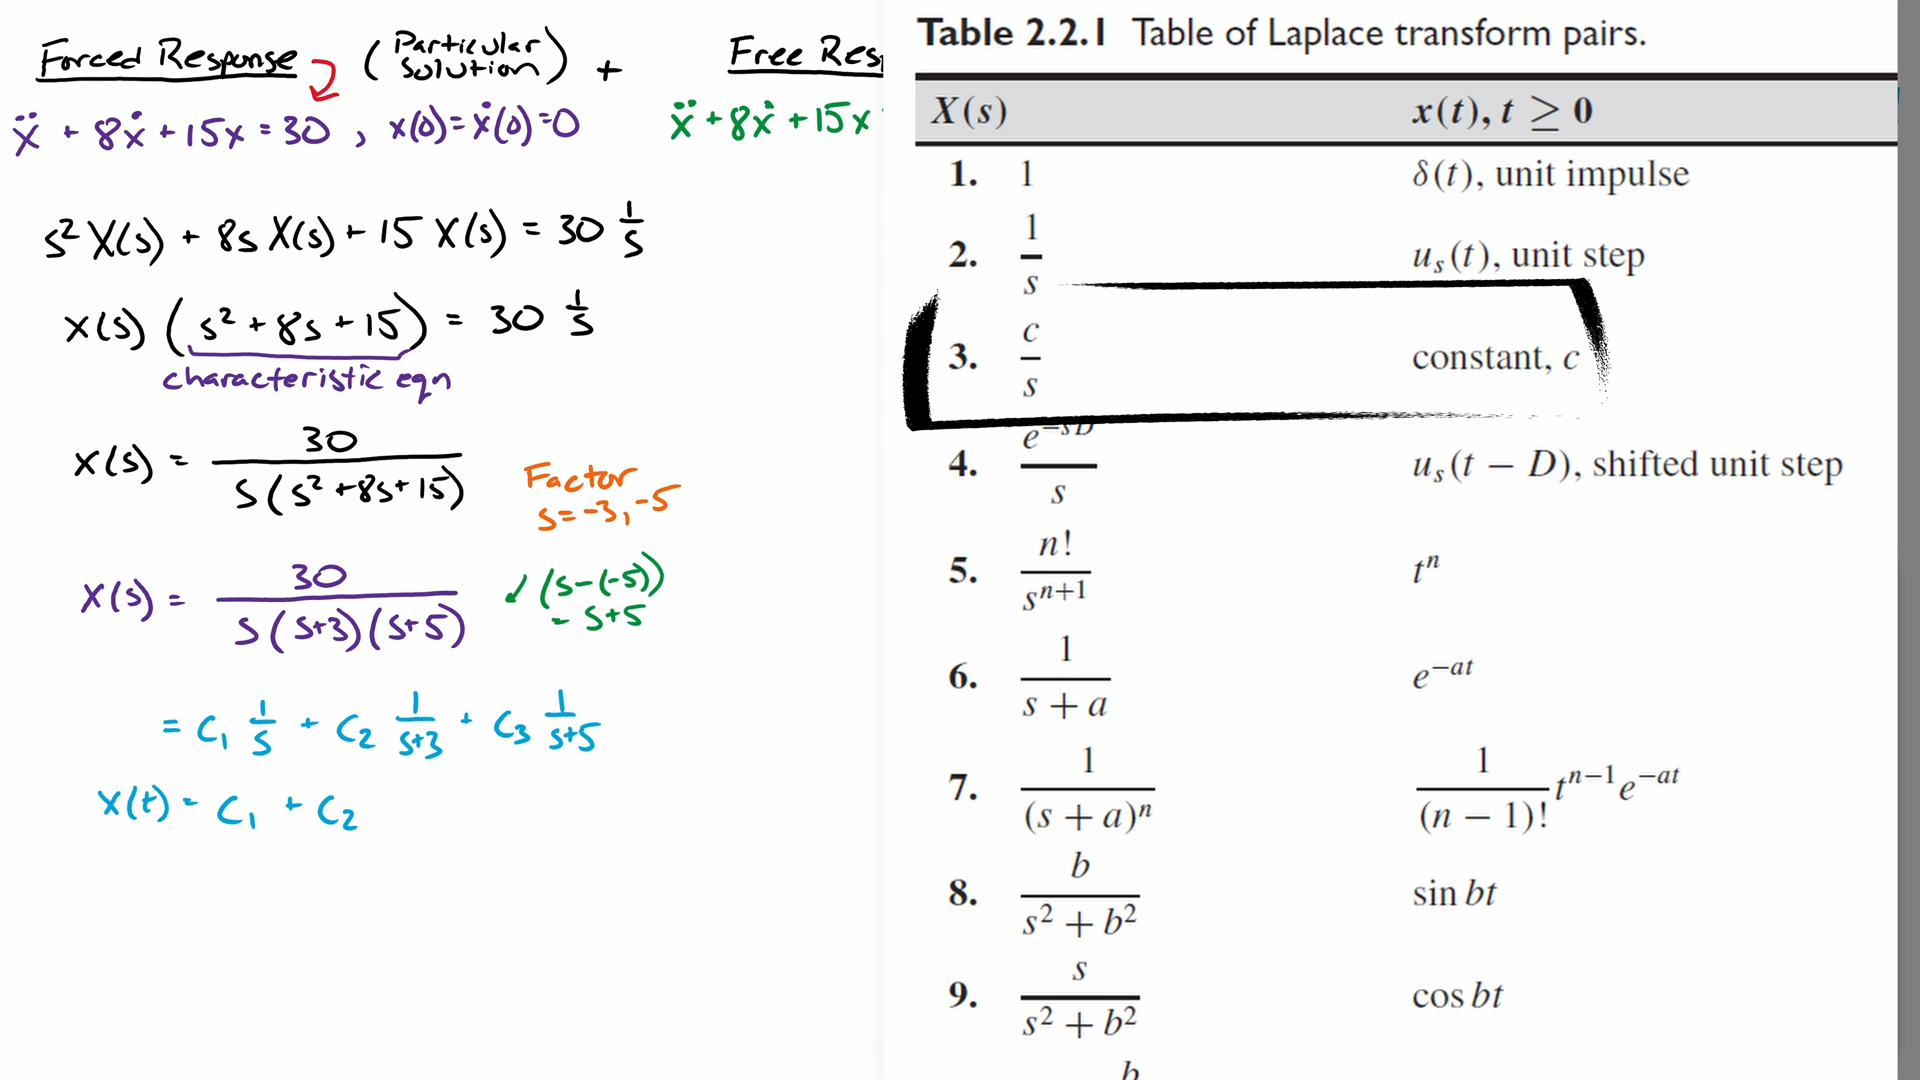 Forced Response (Particular Solution) + Free Res
ẍ + 8ẋ + 15x = 30 , x(0) = ẋ(0) = 0
ẍ + 8ẋ + 15x
s² X(s) + 8s X(s) + 15 X(s) = 30 1/s
X(s) (s² + 8s + 15) = 30 1/s
characteristic eqn
X(s) = 30 / s(s² + 8s + 15)
Factor
s = -3, -5
X(s) = 30 / s(s+3)(s+5)
✓ (s-(-5))
= s+5
= C₁ 1/s + C₂ 1/s+3 + C₃ 1/s+5
x(t) = C₁ + C₂
Table 2.2.1 Table of Laplace transform pairs.
X(s) x(t), t ≥ 0
1. 1 δ(t), unit impulse
2. 1/s uₛ(t), unit step
3. c/s constant, c
4. e^−sD/s uₛ(t − D), shifted unit step
5. n!/s^n+1 tⁿ
6. 1/s + a e^−at
7. 1/(s + a)ⁿ 1/(n − 1)! t^n−1 e^−at
8. b/s² + b² sin bt
9. s/s² + b² cos bt
b